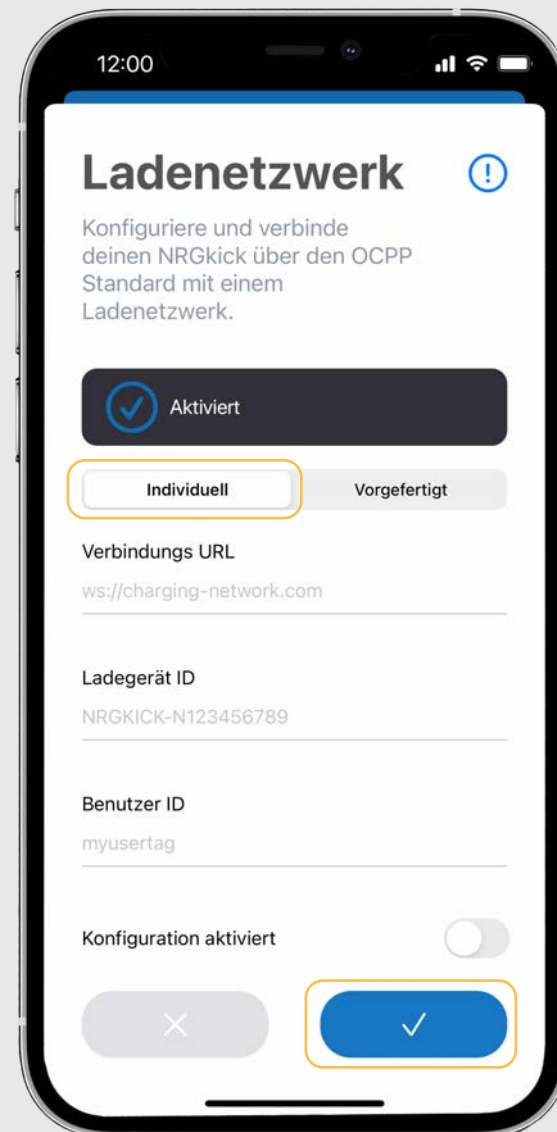 12:00
Ladenetzwerk
Konfiguriere und verbinde
deinen NRGkick über den OCPP
Standard mit einem
Ladenetzwerk.
Aktiviert
Individuell Vorgefertigt
Verbindungs URL
ws://charging-network.com
Ladegerät ID
NRGKICK-N123456789
Benutzer ID
myusertag
Konfiguration aktiviert